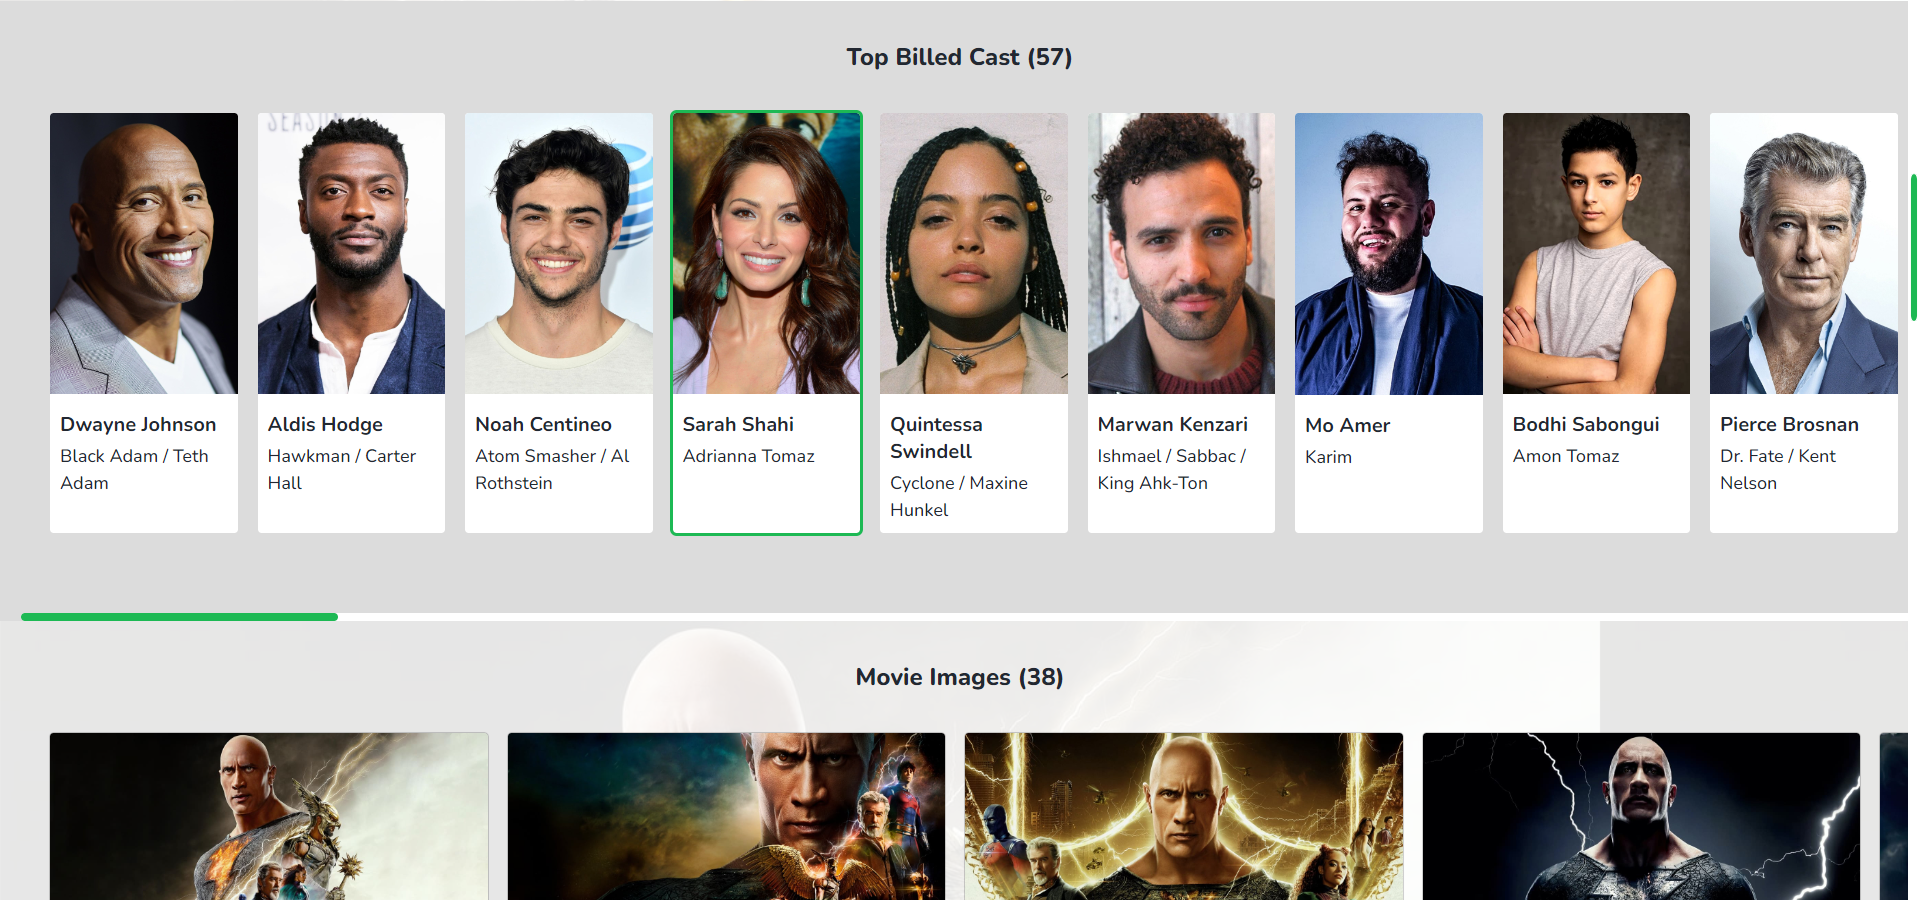 Top Billed Cast (57)
SEASON
Dwayne Johnson
Black Adam / Teth
Adam
Aldis Hodge
Hawkman / Carter
Hall
Noah Centineo
Atom Smasher / Al
Rothstein
Sarah Shahi
Adrianna Tomaz
Quintessa
Swindell
Cyclone / Maxine
Hunkel
Marwan Kenzari
Ishmael / Sabbac /
King Ahk-Ton
Mo Amer
Karim
Bodhi Sabongui
Amon Tomaz
Pierce Brosnan
Dr. Fate / Kent
Nelson
Movie Images (38)